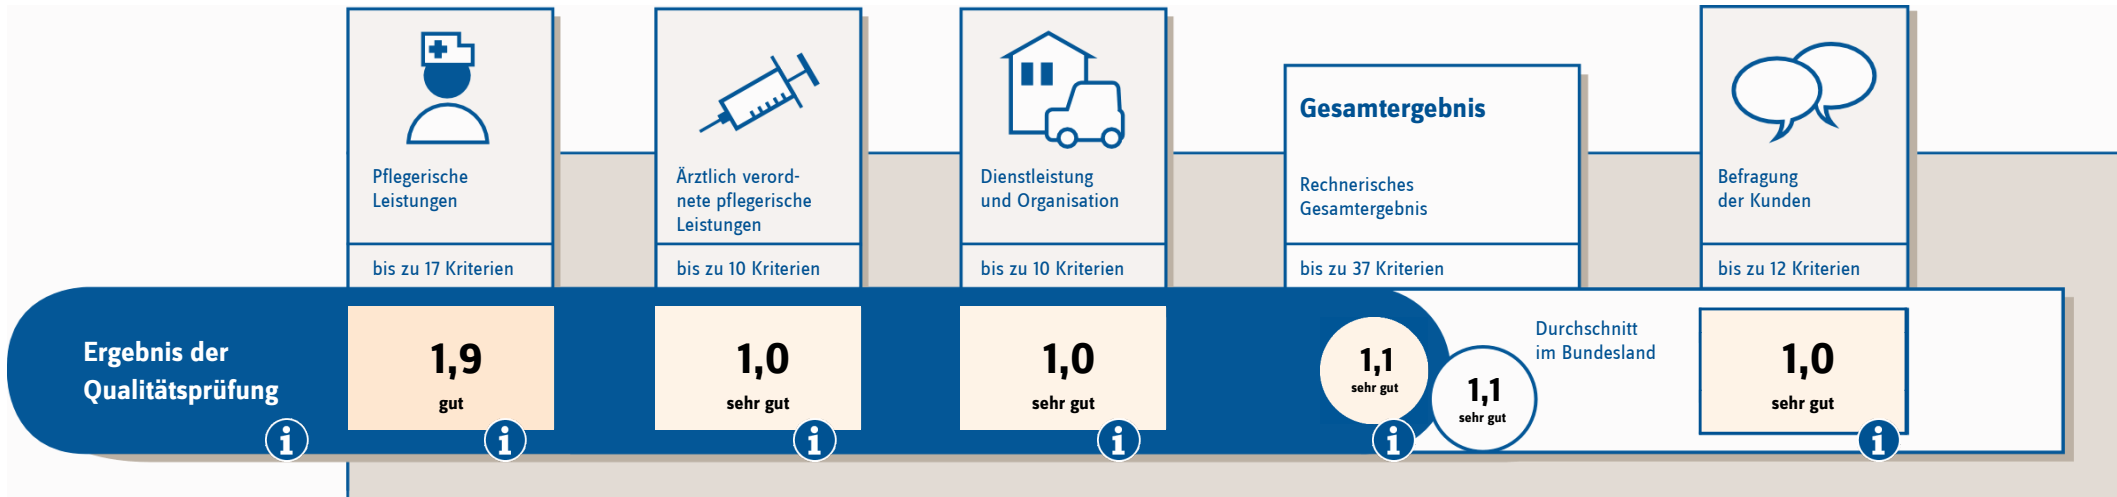 Pflegerische
Leistungen
bis zu 17 Kriterien
Ärztlich verord-
nete pflegerische
Leistungen
bis zu 10 Kriterien
Dienstleistung
und Organisation
bis zu 10 Kriterien
Gesamtergebnis
Rechnerisches
Gesamtergebnis
bis zu 37 Kriterien
Befragung
der Kunden
bis zu 12 Kriterien
Ergebnis der
Qualitätsprüfung
i
1,9
gut
i
1,0
sehr gut
i
1,0
sehr gut
i
1,1
sehr gut
i
1,1
sehr gut
Durchschnitt
im Bundesland
1,0
sehr gut
i